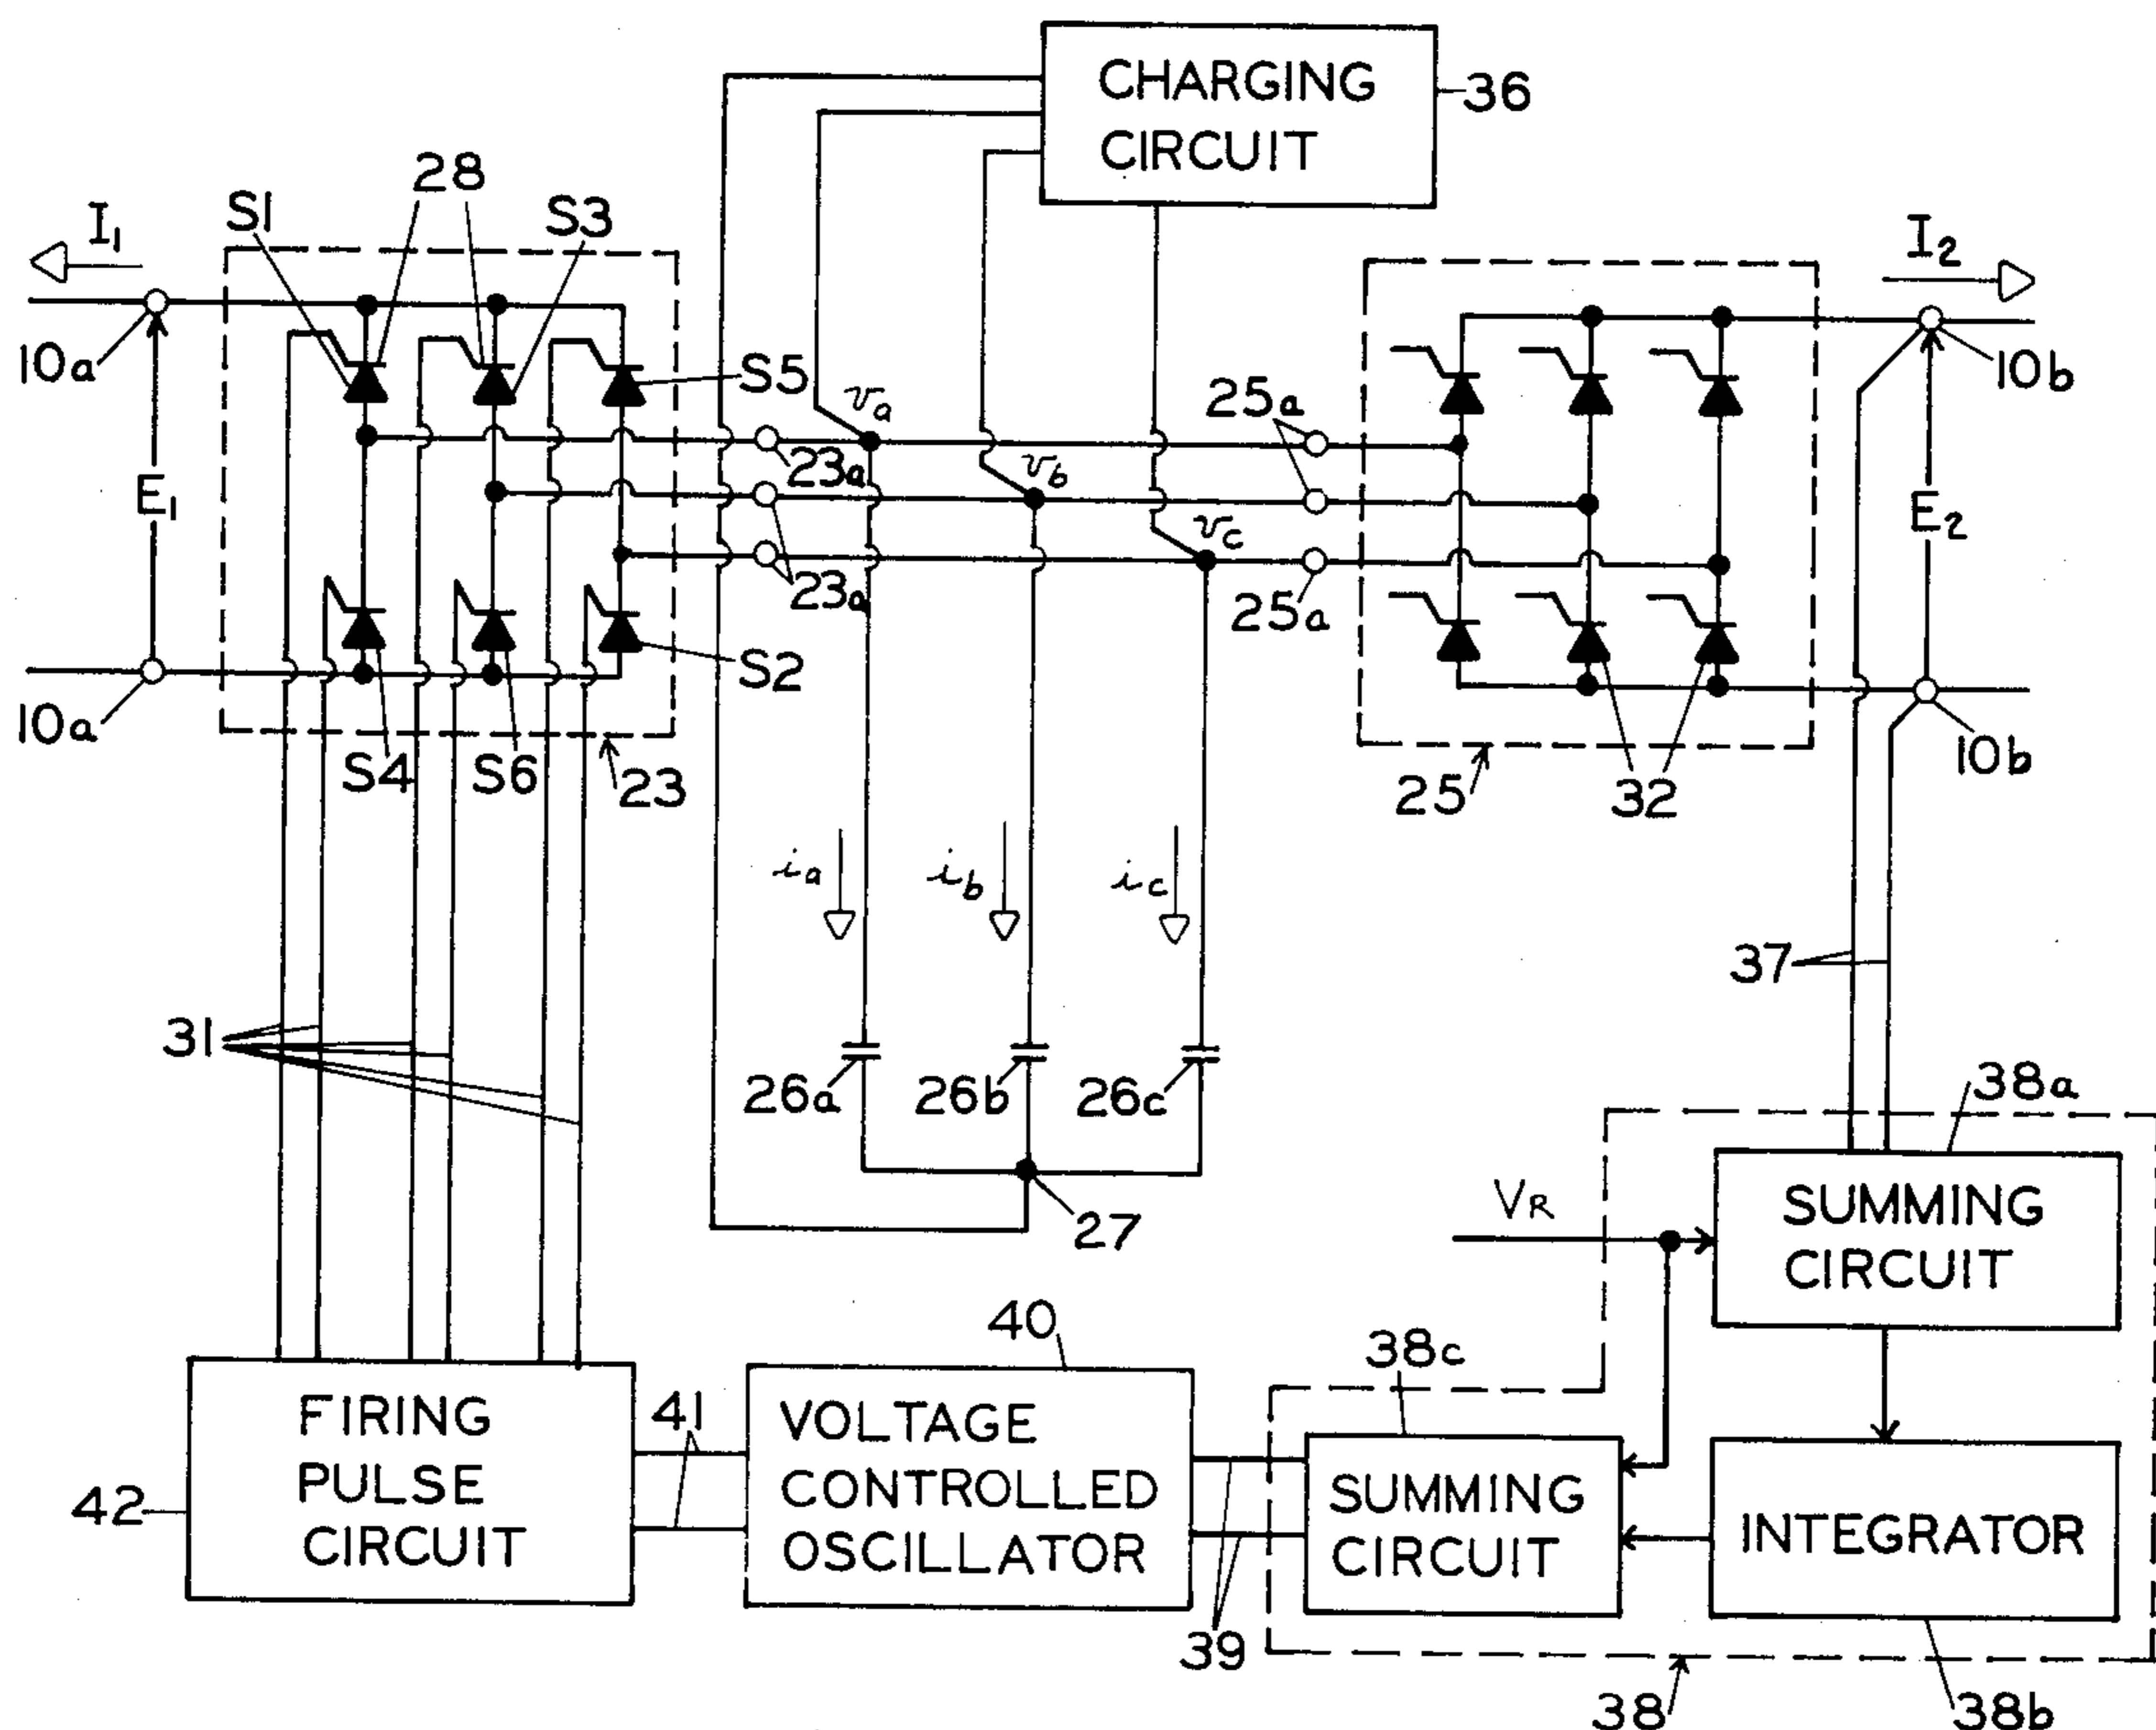 CHARGING
CIRCUIT
36
28
S1
S3
I1
I2
10a
S5
va
25a
10b
23a
vb
E1
vc
E2
23a
25a
S2
10a
S4
S6
23
25
32
10b
ia
ib
ic
37
31
26a
26b
26c
38a
VR
SUMMING
CIRCUIT
27
40
38c
FIRING
PULSE
CIRCUIT
41
VOLTAGE
CONTROLLED
OSCILLATOR
SUMMING
CIRCUIT
INTEGRATOR
42
39
38
38b